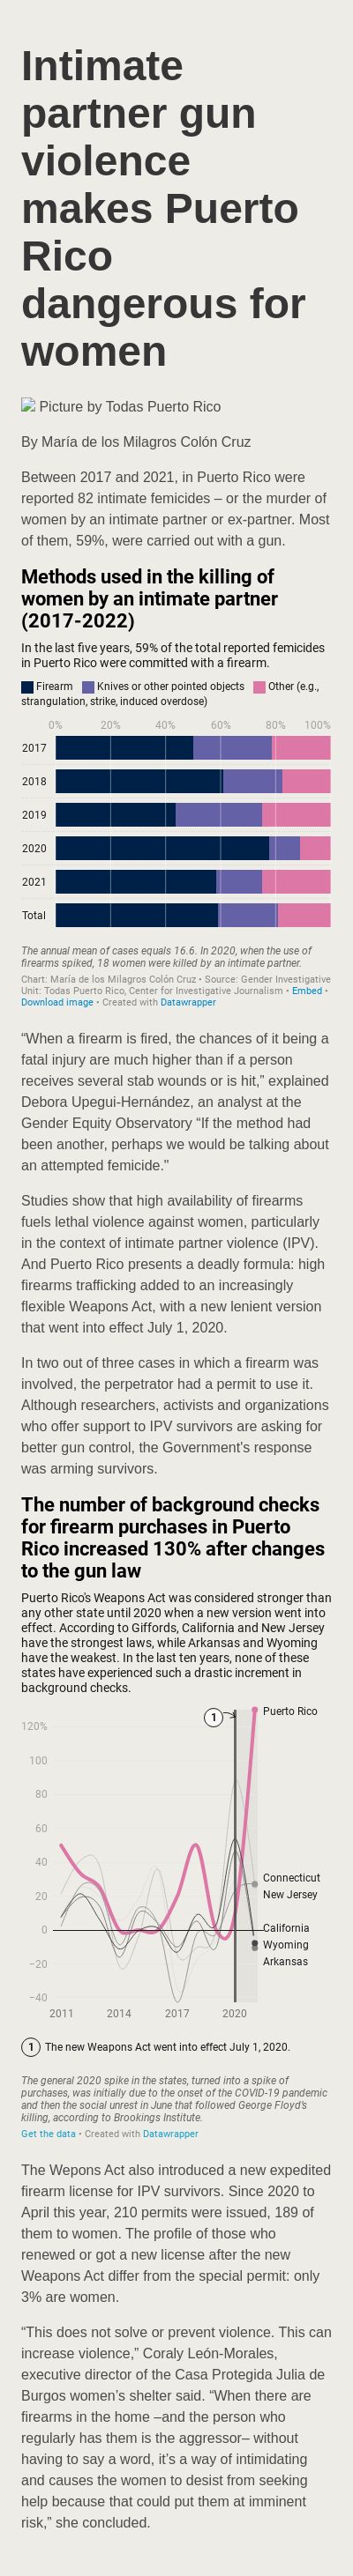 Intimate
partner gun
violence
makes Puerto
Rico
dangerous for
women
Picture by Todas Puerto Rico
By María de los Milagros Colón Cruz
Between 2017 and 2021, in Puerto Rico were
reported 82 intimate femicides – or the murder of
women by an intimate partner or ex-partner. Most
of them, 59%, were carried out with a gun.
Methods used in the killing of
women by an intimate partner
(2017-2022)
In the last five years, 59% of the total reported femicides
in Puerto Rico were committed with a firearm.
Firearm Knives or other pointed objects Other (e.g.,
strangulation, strike, induced overdose)
0% 20% 40% 60% 80% 100%
2017
2018
2019
2020
2021
Total
The annual mean of cases equals 16.6. In 2020, when the use of
firearms spiked, 18 women were killed by an intimate partner.
Chart: María de los Milagros Colón Cruz • Source: Gender Investigative
Unit: Todas Puerto Rico, Center for Investigative Journalism • Embed •
Download image • Created with Datawrapper
“When a firearm is fired, the chances of it being a
fatal injury are much higher than if a person
receives several stab wounds or is hit,” explained
Debora Upegui-Hernández, an analyst at the
Gender Equity Observatory “If the method had
been another, perhaps we would be talking about
an attempted femicide."
Studies show that high availability of firearms
fuels lethal violence against women, particularly
in the context of intimate partner violence (IPV).
And Puerto Rico presents a deadly formula: high
firearms trafficking added to an increasingly
flexible Weapons Act, with a new lenient version
that went into effect July 1, 2020.
In two out of three cases in which a firearm was
involved, the perpetrator had a permit to use it.
Although researchers, activists and organizations
who offer support to IPV survivors are asking for
better gun control, the Government's response
was arming survivors.
The number of background checks
for firearm purchases in Puerto
Rico increased 130% after changes
to the gun law
Puerto Rico's Weapons Act was considered stronger than
any other state until 2020 when a new version went into
effect. According to Giffords, California and New Jersey
have the strongest laws, while Arkansas and Wyoming
have the weakest. In the last ten years, none of these
states have experienced such a drastic increment in
background checks.
1
Puerto Rico
120%
100
80
60
40
20
0
−20
−40
Connecticut
New Jersey
California
Wyoming
Arkansas
2011 2014 2017 2020
1 The new Weapons Act went into effect July 1, 2020.
The general 2020 spike in the states, turned into a spike of
purchases, was initially due to the onset of the COVID-19 pandemic
and then the social unrest in June that followed George Floyd's
killing, according to Brookings Institute.
Get the data • Created with Datawrapper
The Wepons Act also introduced a new expedited
firearm license for IPV survivors. Since 2020 to
April this year, 210 permits were issued, 189 of
them to women. The profile of those who
renewed or got a new license after the new
Weapons Act differ from the special permit: only
3% are women.
“This does not solve or prevent violence. This can
increase violence,” Coraly León-Morales,
executive director of the Casa Protegida Julia de
Burgos women’s shelter said. “When there are
firearms in the home –and the person who
regularly has them is the aggressor– without
having to say a word, it’s a way of intimidating
and causes the women to desist from seeking
help because that could put them at imminent
risk,” she concluded.